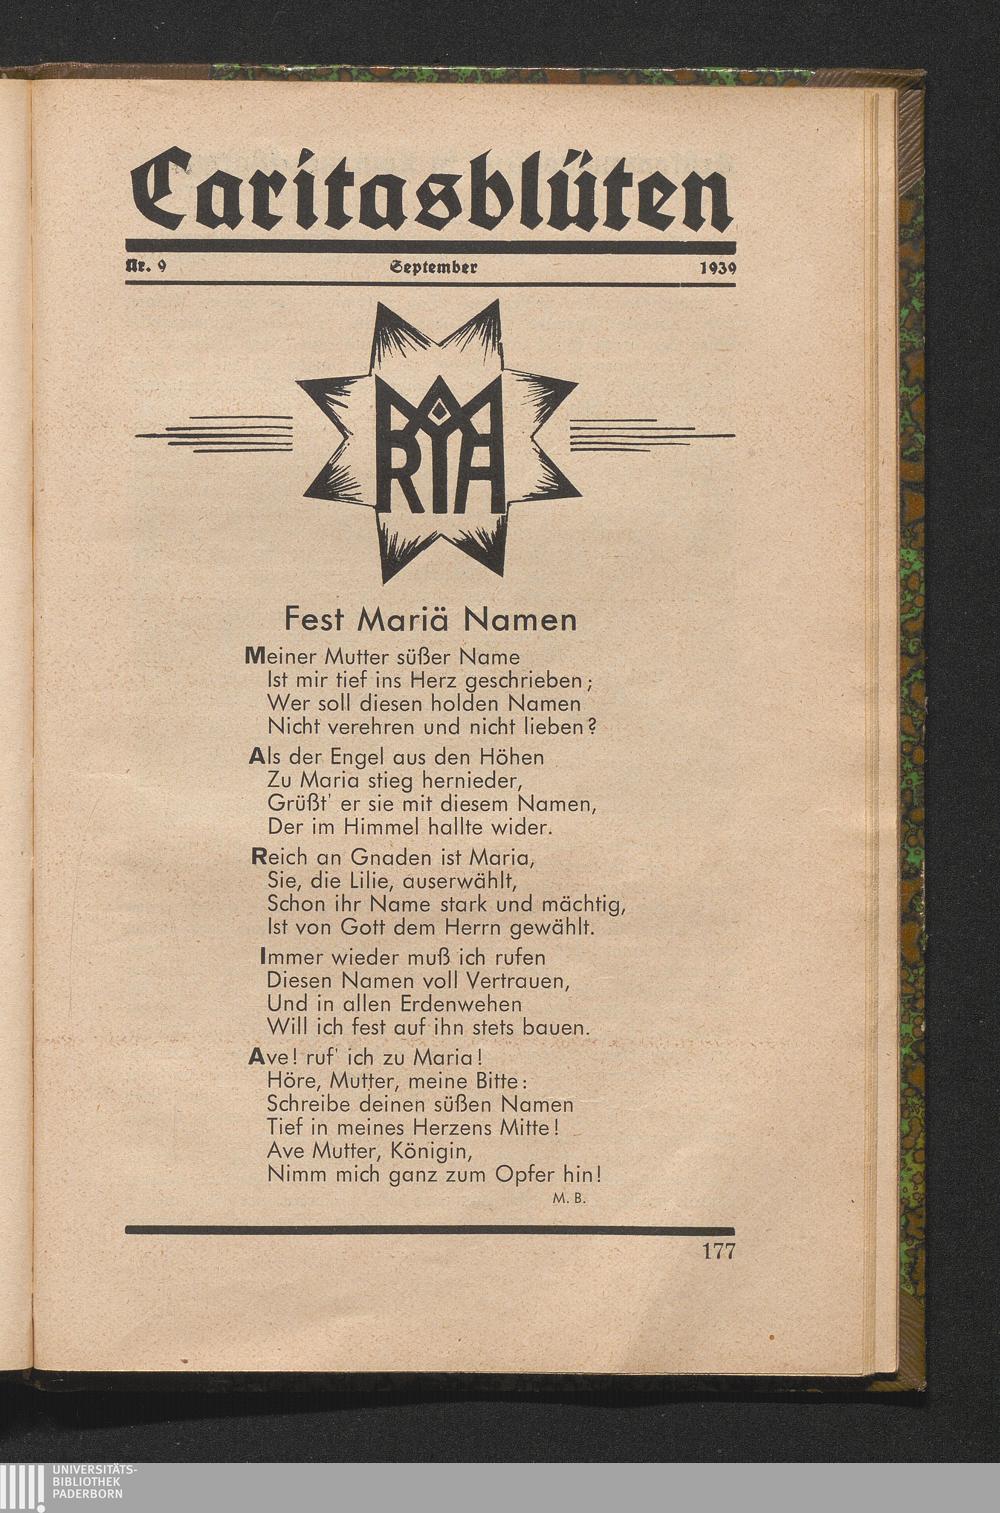 Caritasblüten
Nr. 9 September 1939
MARIA
Fest Mariä Namen
Meiner Mutter süßer Name
Ist mir tief ins Herz geschrieben;
Wer soll diesen holden Namen
Nicht verehren und nicht lieben?
Als der Engel aus den Höhen
Zu Maria stieg hernieder,
Grüßt' er sie mit diesem Namen,
Der im Himmel hallte wider.
Reich an Gnaden ist Maria,
Sie, die Lilie, auserwählt,
Schon ihr Name stark und mächtig,
Ist von Gott dem Herrn gewählt.
Immer wieder muß ich rufen
Diesen Namen voll Vertrauen,
Und in allen Erdenwehen
Will ich fest auf ihn stets bauen.
Ave! ruf' ich zu Maria!
Höre, Mutter, meine Bitte:
Schreibe deinen süßen Namen
Tief in meines Herzens Mitte!
Ave Mutter, Königin,
Nimm mich ganz zum Opfer hin!
M. B.
177
UNIVERSITÄTS-
BIBLIOTHEK
PADERBORN